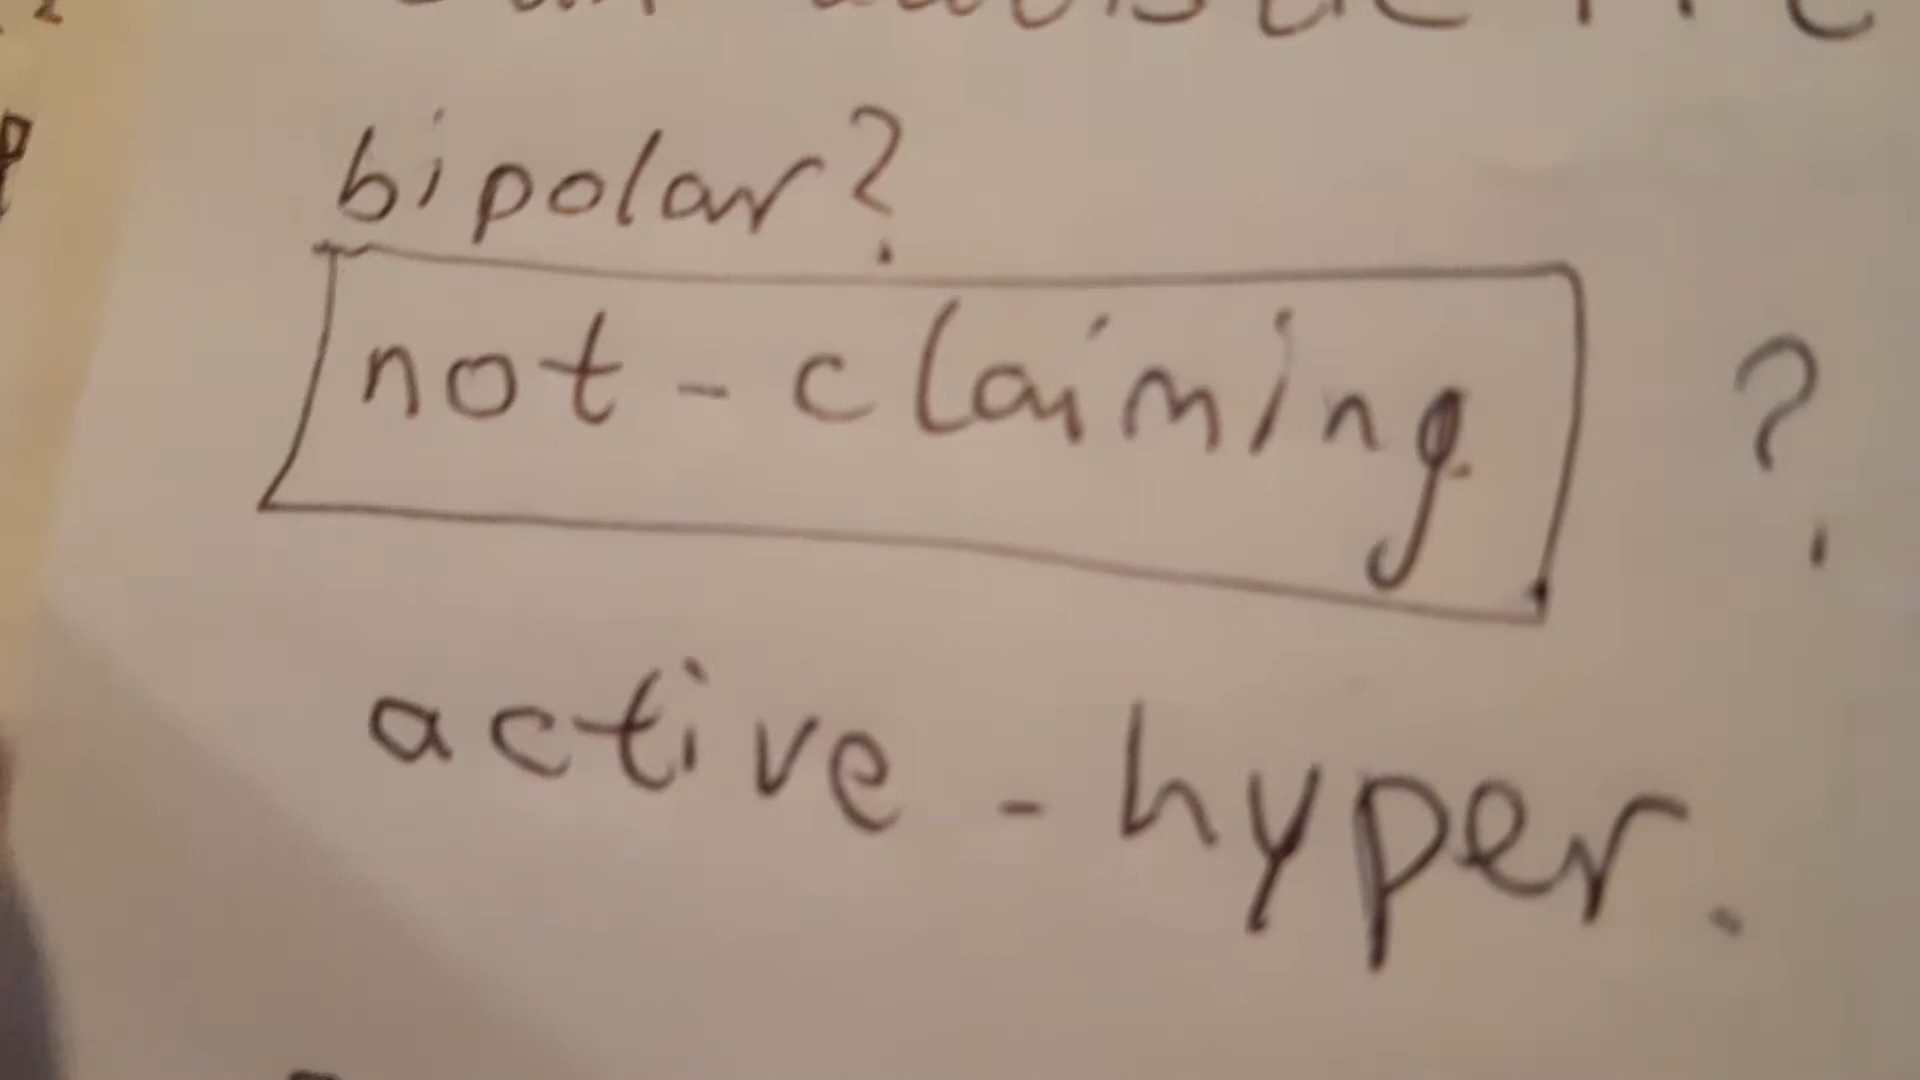 bipolar?
not - claiming ?
active - hyper.